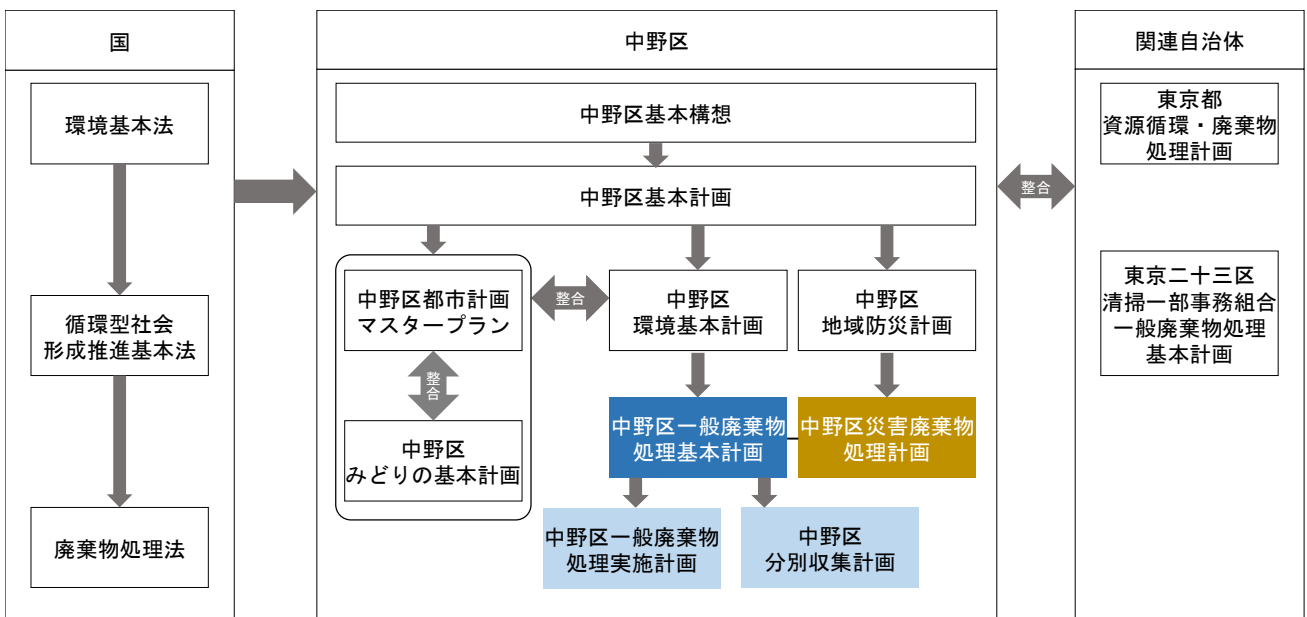 国
環境基本法
循環型社会
形成推進基本法
廃棄物処理法
中野区
中野区基本構想
中野区基本計画
中野区都市計画
マスタープラン
整合
中野区
みどりの基本計画
整合
中野区
環境基本計画
中野区
地域防災計画
中野区一般廃棄物
処理基本計画
中野区災害廃棄物
処理計画
中野区一般廃棄物
処理実施計画
中野区
分別収集計画
整合
関連自治体
東京都
資源循環・廃棄物
処理計画
東京二十三区
清掃一部事務組合
一般廃棄物処理
基本計画